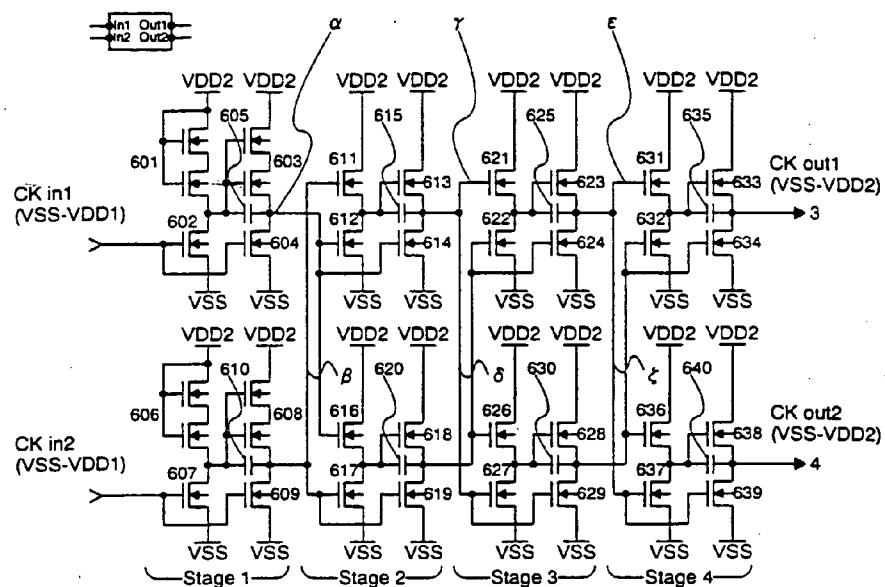 In1 Out1
In2 Out2
α γ ε
VDD2 VDD2 VDD2 VDD2 VDD2 VDD2 VDD2 VDD2
605 615 625 635
601 603 611 613 621 623 631 633
CK in1
(VSS-VDD1)
CK out1
(VSS-VDD2)
3
602 604 612 614 622 624 632 634
VSS VSS VSS VSS VSS VSS VSS VSS
VDD2 VDD2 VDD2 VDD2 VDD2 VDD2 VDD2 VDD2
610 β 620 δ 630 ζ 640
606 608 616 618 626 628 636 638
CK in2
(VSS-VDD1)
CK out2
(VSS-VDD2)
4
607 609 617 619 627 629 637 639
VSS VSS VSS VSS VSS VSS VSS VSS
Stage 1 Stage 2 Stage 3 Stage 4